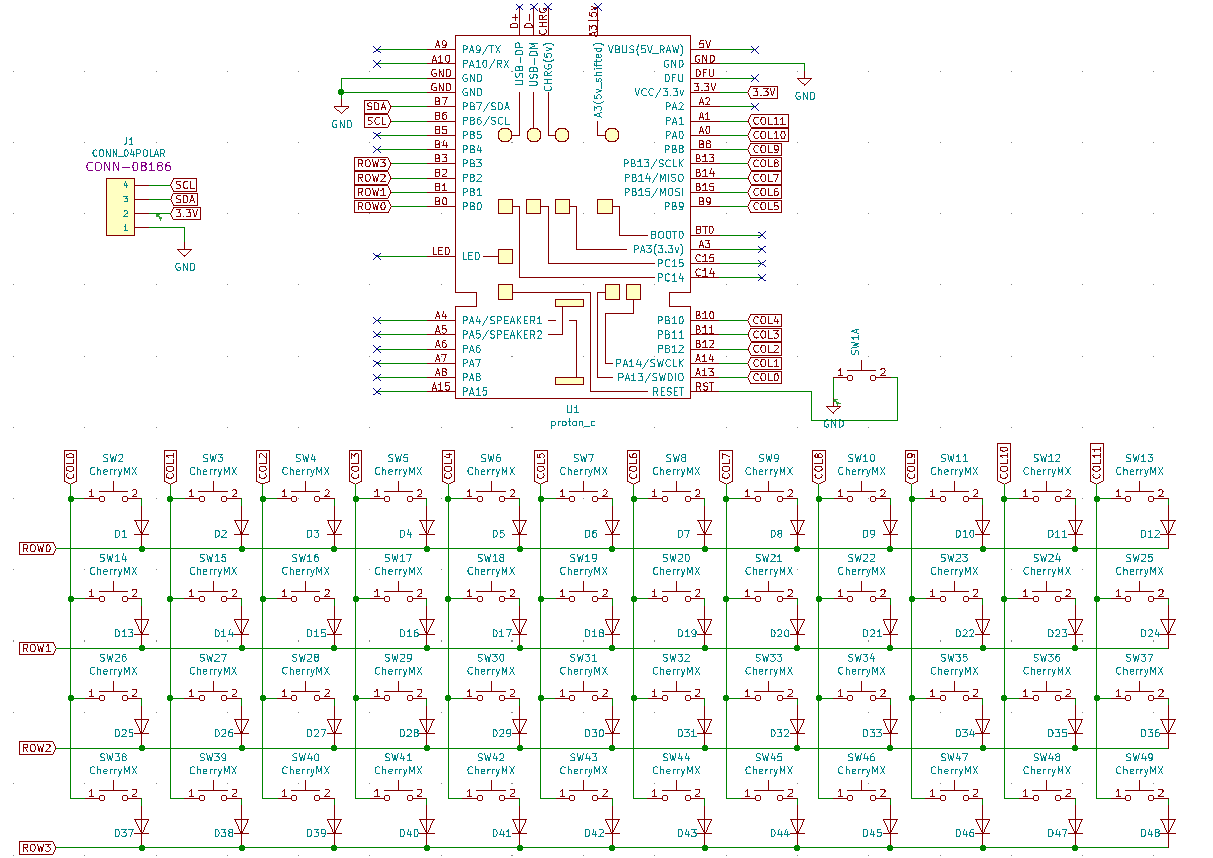 D+
D-
CHRG
A3|5v
A9
PA9/TX
USB-DP
USB-DM
CHRG(5v)
A3(5v_shifted)
VBUS(5V_RAW)
5V
A10
PA10/RX
GND
GND
GND
GND
DFU
DFU
GND
GND
VCC/3.3v
3.3V
3.3V
GND
SDA
B7
PB7/SDA
PA2
A2
SCL
B6
PB6/SCL
PA1
A1
COL11
GND
B5
PB5
PA0
A0
COL10
B4
PB4
PB8
B8
COL9
ROW3
B3
PB3
PB13/SCLK
B13
COL8
ROW2
B2
PB2
PB14/MISO
B14
COL7
ROW1
B1
PB1
PB15/MOSI
B15
COL6
ROW0
B0
PB0
PB9
B9
COL5
J1
CONN_04POLAR
CONN-08166
4
SCL
3
SDA
2
3.3V
1
GND
BOOT0
BT0
PA3(3.3v)
A3
LED
LED
PC15
C15
PC14
C14
A4
PA4/SPEAKER1
PB10
B10
COL4
A5
PA5/SPEAKER2
PB11
B11
COL3
A6
PA6
PB12
B12
COL2
A7
PA7
PA14/SWCLK
A14
COL1
A8
PA8
PA13/SWDIO
A13
COL0
A15
PA15
RESET
RST
SW1A
1
2
GND
U1
proton_c
COL0
COL1
COL2
COL3
COL4
COL5
COL6
COL7
COL8
COL9
COL10
COL11
SW2 SW3 SW4 SW5 SW6 SW7 SW8 SW9 SW10 SW11 SW12 SW13
CherryMX CherryMX CherryMX CherryMX CherryMX CherryMX CherryMX CherryMX CherryMX CherryMX CherryMX CherryMX
1 2 1 2 1 2 1 2 1 2 1 2 1 2 1 2 1 2 1 2 1 2 1 2
D1 D2 D3 D4 D5 D6 D7 D8 D9 D10 D11 D12
ROW0
SW14 SW15 SW16 SW17 SW18 SW19 SW20 SW21 SW22 SW23 SW24 SW25
CherryMX CherryMX CherryMX CherryMX CherryMX CherryMX CherryMX CherryMX CherryMX CherryMX CherryMX CherryMX
1 2 1 2 1 2 1 2 1 2 1 2 1 2 1 2 1 2 1 2 1 2 1 2
D13 D14 D15 D16 D17 D18 D19 D20 D21 D22 D23 D24
ROW1
SW26 SW27 SW28 SW29 SW30 SW31 SW32 SW33 SW34 SW35 SW36 SW37
CherryMX CherryMX CherryMX CherryMX CherryMX CherryMX CherryMX CherryMX CherryMX CherryMX CherryMX CherryMX
1 2 1 2 1 2 1 2 1 2 1 2 1 2 1 2 1 2 1 2 1 2 1 2
D25 D26 D27 D28 D29 D30 D31 D32 D33 D34 D35 D36
ROW2
SW38 SW39 SW40 SW41 SW42 SW43 SW44 SW45 SW46 SW47 SW48 SW49
CherryMX CherryMX CherryMX CherryMX CherryMX CherryMX CherryMX CherryMX CherryMX CherryMX CherryMX CherryMX
1 2 1 2 1 2 1 2 1 2 1 2 1 2 1 2 1 2 1 2 1 2 1 2
D37 D38 D39 D40 D41 D42 D43 D44 D45 D46 D47 D48
ROW3